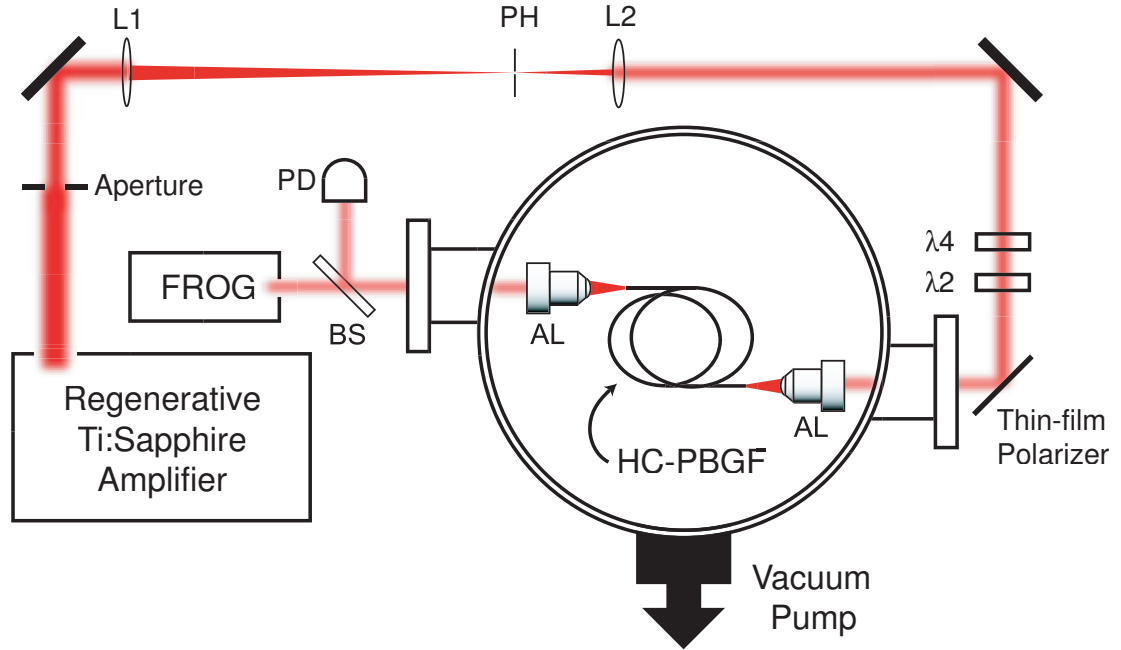 L1
PH
L2
Aperture
PD
λ4
λ2
FROG
BS
AL
Regenerative
Ti:Sapphire
Amplifier
AL
HC-PBGF
Thin-film
Polarizer
Vacuum
Pump